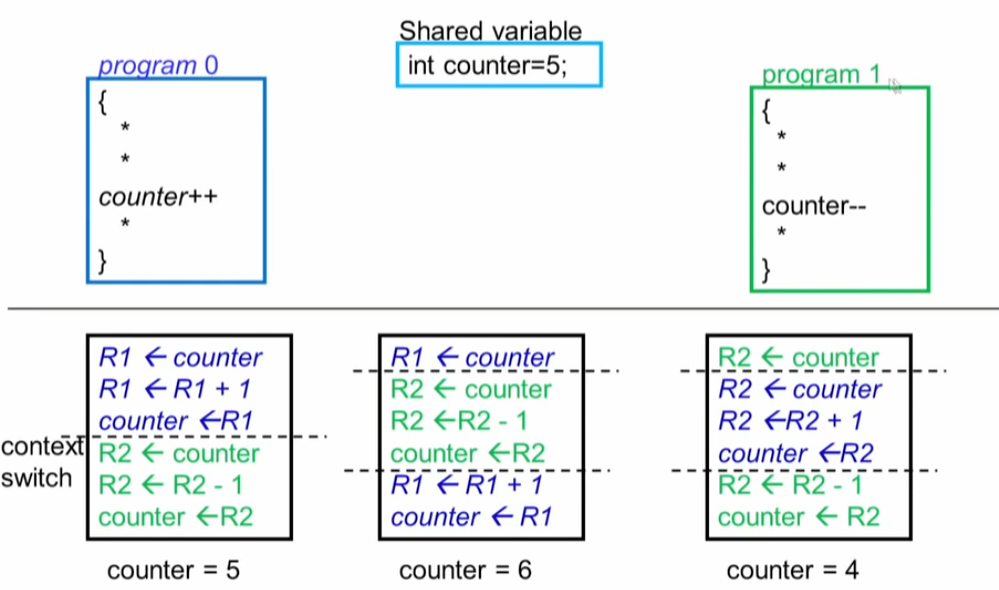 Shared variable
int counter=5;
program 0
{
*
*
counter++
*
}
program 1
{
*
*
counter--
*
}
R1 ← counter
R1 ← R1 + 1
counter ←R1
context
switch
R2 ← counter
R2 ← R2 - 1
counter ←R2
counter = 5
R1 ← counter
R2 ← counter
R2 ←R2 - 1
counter ←R2
R1 ← R1 + 1
counter ← R1
counter = 6
R2 ← counter
R2 ← counter
R2 ←R2 + 1
counter ←R2
R2 ← R2 - 1
counter ← R2
counter = 4